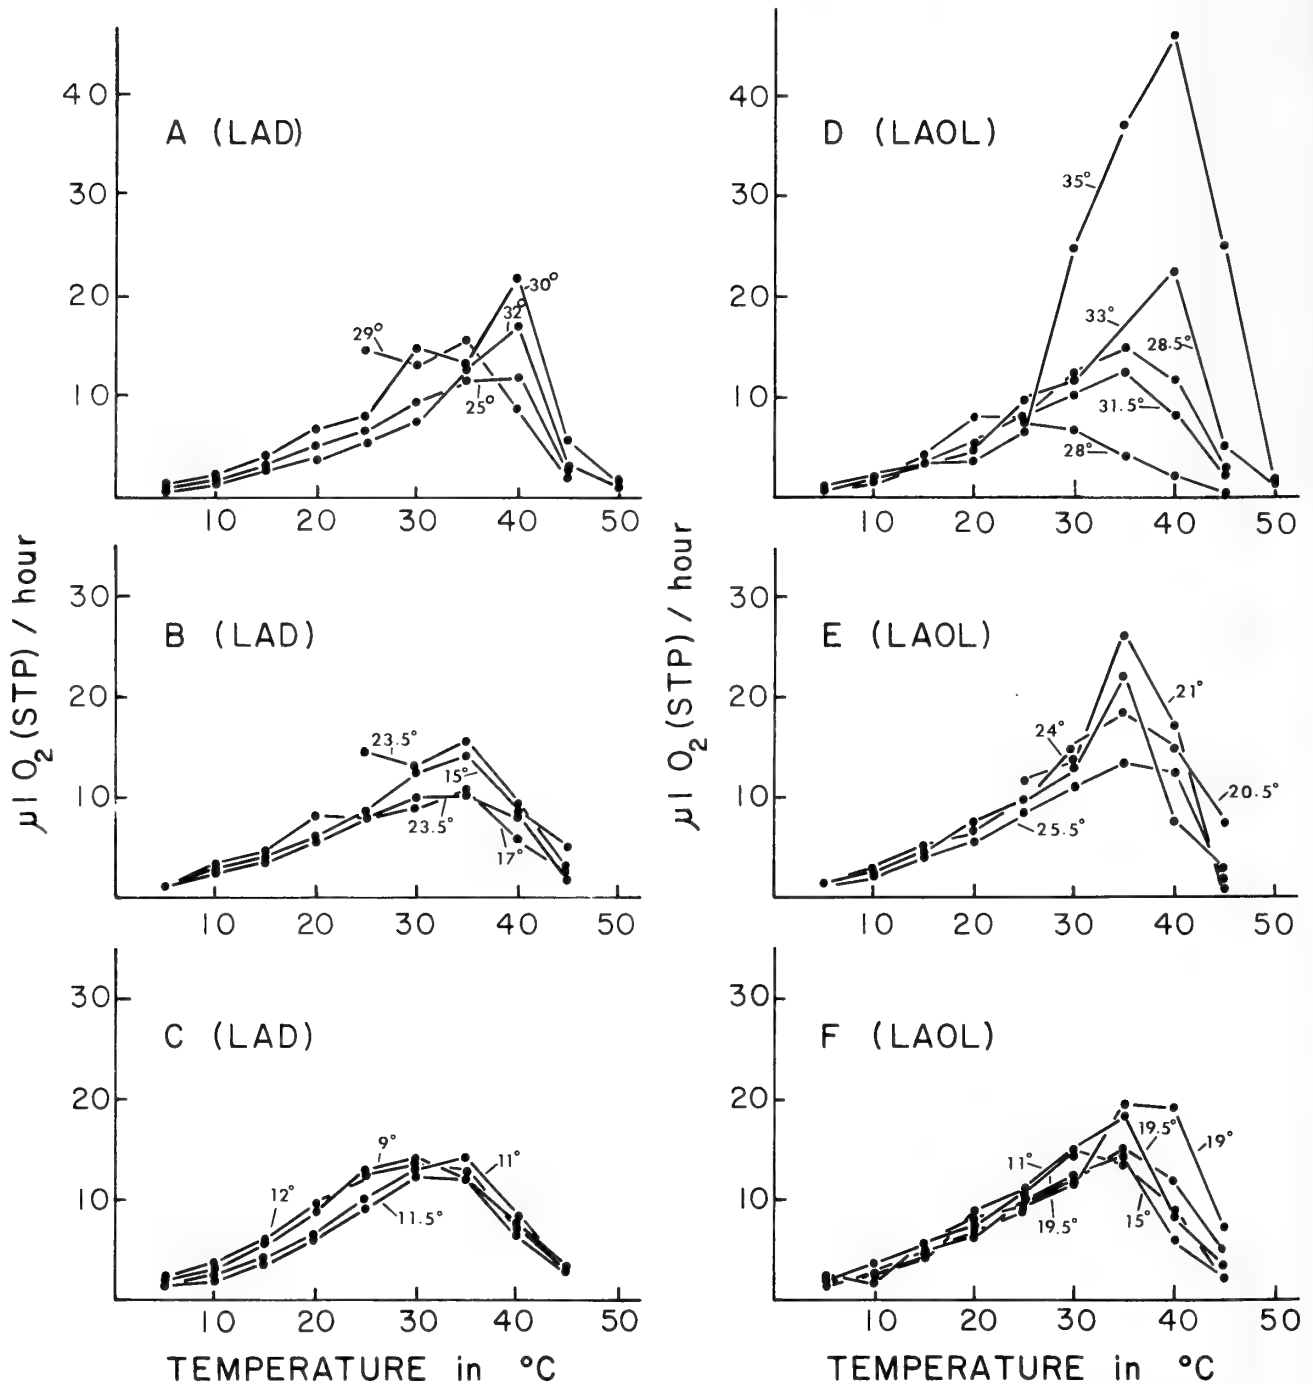 A (LAD)
40
30
20
10
29°
30°
32°
25°
10 20 30 40 50
D (LAOL)
40
30
20
10
35°
33°
28.5°
31.5°
28°
10 20 30 40 50
B (LAD)
30
20
10
23.5°
15°
23.5°
17°
10 20 30 40 50
E (LAOL)
30
20
10
24°
21°
20.5°
25.5°
10 20 30 40 50
C (LAD)
30
20
10
9°
12°
11°
11.5°
10 20 30 40 50
F (LAOL)
30
20
10
11°
19.5°
19°
19.5°
15°
10 20 30 40 50
µl O₂ (STP) / hour
µl O₂ (STP) / hour
TEMPERATURE in °C
TEMPERATURE in °C